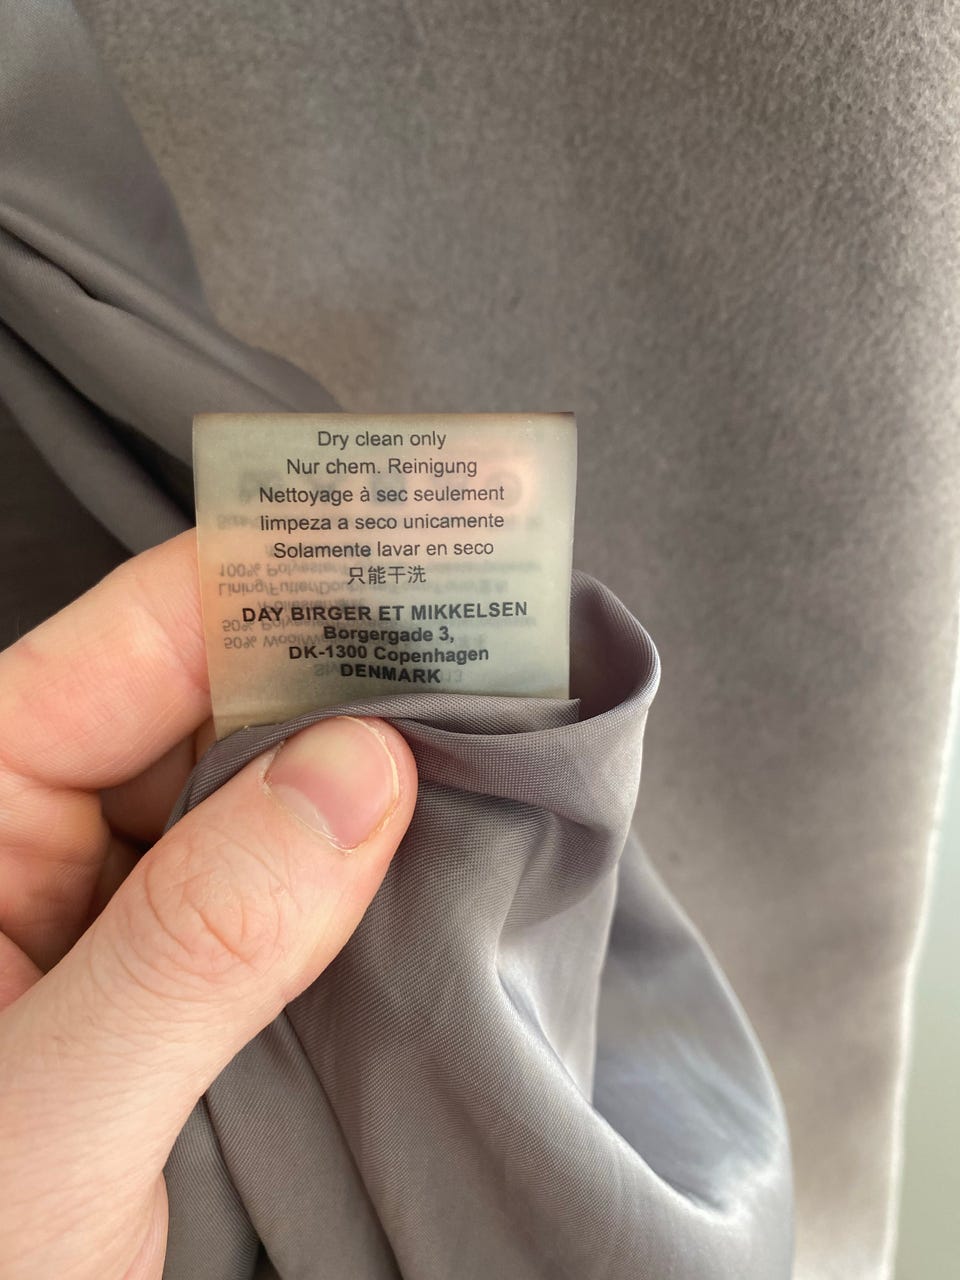 Dry clean only
Nur chem. Reinigung
Nettoyage à sec seulement
limpeza a seco unicamente
Solamente lavar en seco
只能干洗
DAY BIRGER ET MIKKELSEN
Borgergade 3,
DK-1300 Copenhagen
DENMARK